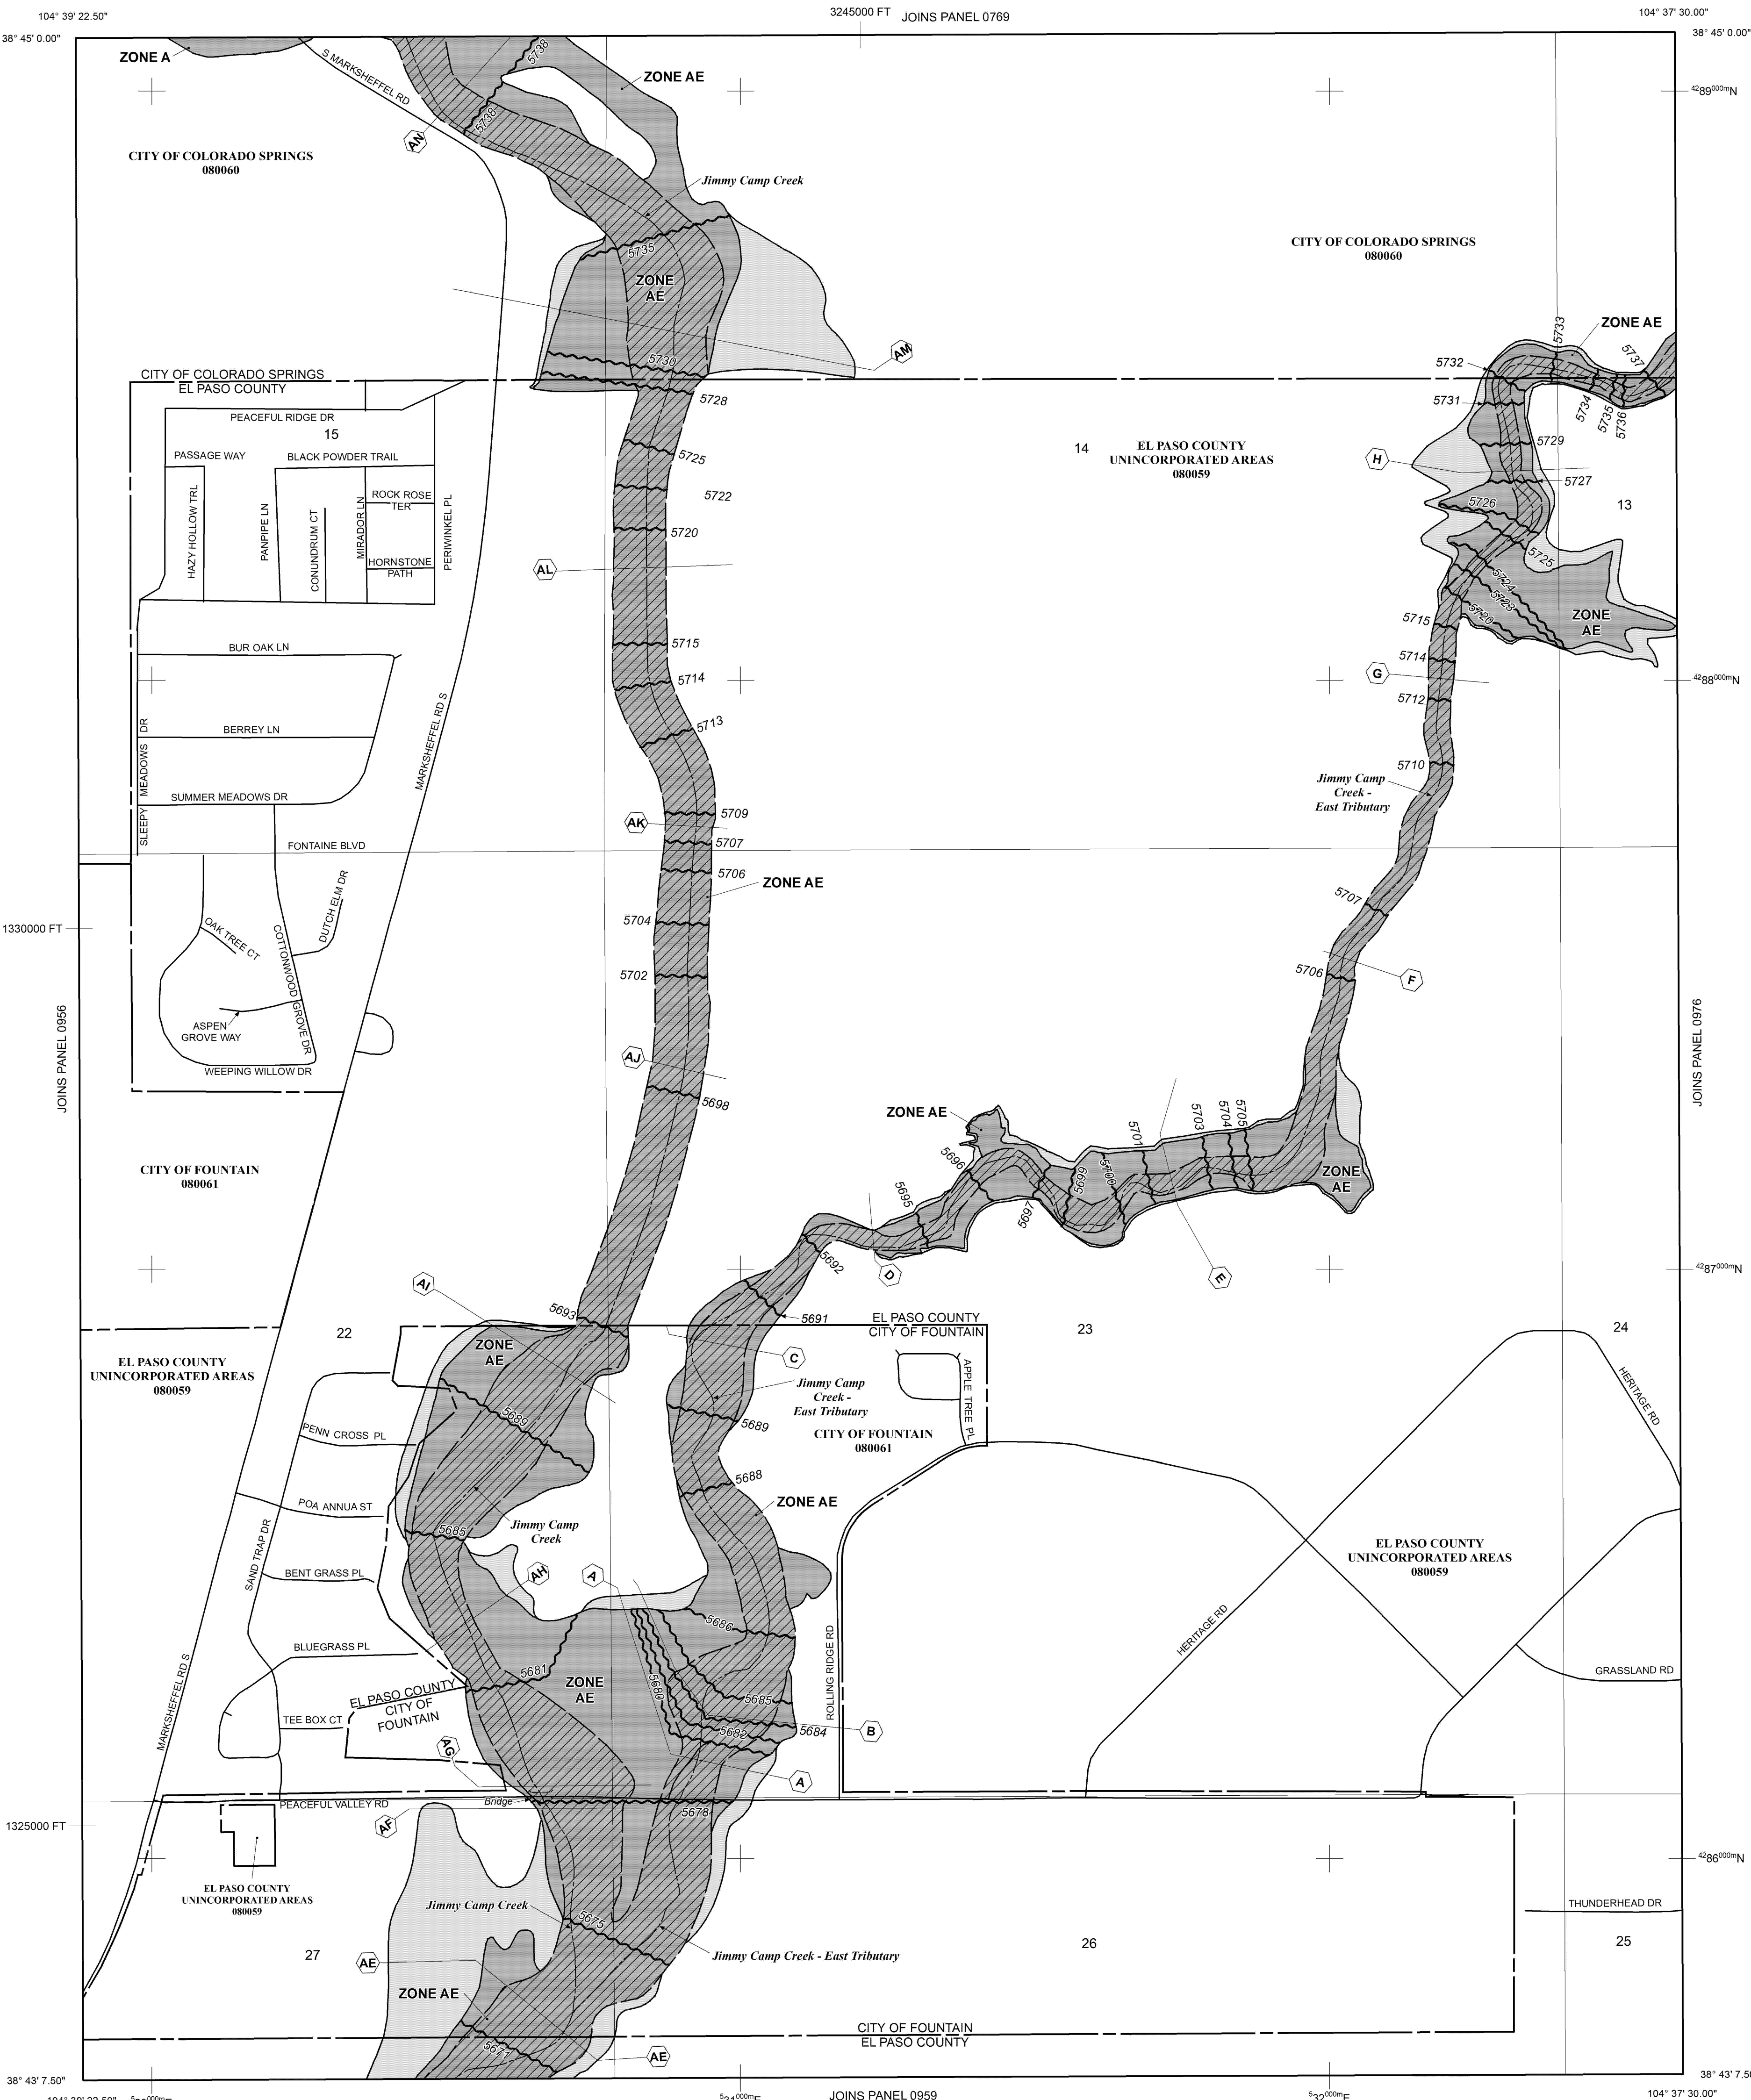 104° 39' 22.50"
3245000 FT
JOINS PANEL 0769
104° 37' 30.00"
38° 45' 0.00"
38° 45' 0.00"
ZONE A
S MARKSHEFFEL RD
5738
5738
ZONE AE
4289000mN
AN
CITY OF COLORADO SPRINGS
080060
Jimmy Camp Creek
5735
CITY OF COLORADO SPRINGS
080060
ZONE
AE
5733
ZONE AE
AM
5730
5732
5737
CITY OF COLORADO SPRINGS
EL PASO COUNTY
5728
5731
5734
5735
5736
PEACEFUL RIDGE DR
15
14
EL PASO COUNTY
UNINCORPORATED AREAS
080059
5729
H
PASSAGE WAY
BLACK POWDER TRAIL
5725
5727
5722
ROCK ROSE
TER
5726
13
HAZY HOLLOW TRL
PANPIPE LN
CONUNDRUM CT
MIRADOR LN
PERIWINKEL PL
5720
HORNSTONE
PATH
AL
5725
5724
5723
5720
ZONE
AE
5715
5715
BUR OAK LN
5714
5714
G
4288000mN
5712
5713
BERREY LN
SLEEPY MEADOWS DR
MARKSHEFFEL RD S
5710
Jimmy Camp
Creek -
East Tributary
SUMMER MEADOWS DR
5709
AK
5707
FONTAINE BLVD
5706
ZONE AE
5707
DUTCH ELM DR
OAK TREE CT
COTTONWOOD GROVE DR
1330000 FT
5704
5702
5706
F
ASPEN
GROVE WAY
JOINS PANEL 0956
JOINS PANEL 0976
WEEPING WILLOW DR
AJ
5698
ZONE AE
5701
5703
5704
5705
5696
5699
5700
CITY OF FOUNTAIN
080061
ZONE
AE
5695
5697
5692
D
E
4287000mN
AI
5693
5691
EL PASO COUNTY
CITY OF FOUNTAIN
22
23
24
ZONE
AE
C
EL PASO COUNTY
UNINCORPORATED AREAS
080059
APPLE TREE PL
Jimmy Camp
Creek -
East Tributary
HERITAGE RD
5689
5689
CITY OF FOUNTAIN
080061
PENN CROSS PL
5688
ZONE AE
POA ANNUA ST
Jimmy Camp
Creek
5685
SAND TRAP DR
EL PASO COUNTY
UNINCORPORATED AREAS
080059
BENT GRASS PL
AH
A
5686
HERITAGE RD
BLUEGRASS PL
ROLLING RIDGE RD
5681
GRASSLAND RD
ZONE
AE
5680
5685
EL PASO COUNTY
CITY OF
FOUNTAIN
MARKSHEFFEL RD S
TEE BOX CT
5682
5684
B
AG
A
PEACEFUL VALLEY RD
Bridge
5678
1325000 FT
AF
4286000mN
EL PASO COUNTY
UNINCORPORATED AREAS
080059
Jimmy Camp Creek
THUNDERHEAD DR
5675
27
26
25
Jimmy Camp Creek - East Tributary
AE
ZONE AE
CITY OF FOUNTAIN
EL PASO COUNTY
5671
AE
38° 43' 7.50"
38° 43' 7.50"
JOINS PANEL 0959
104° 37' 30.00"